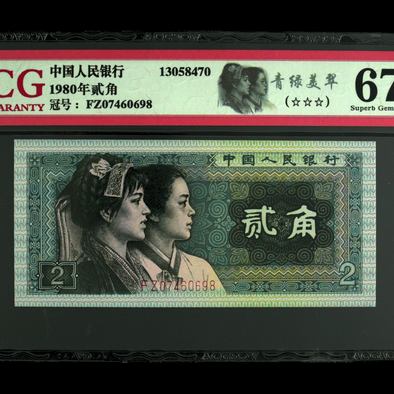 CG
ARANTY
中国人民银行
1980年贰角
冠号：FZ07460698
13058470
青绿美翠
(☆☆☆)
67
Superb Gem
中国人民银行
贰角
2
FZ07460698
2